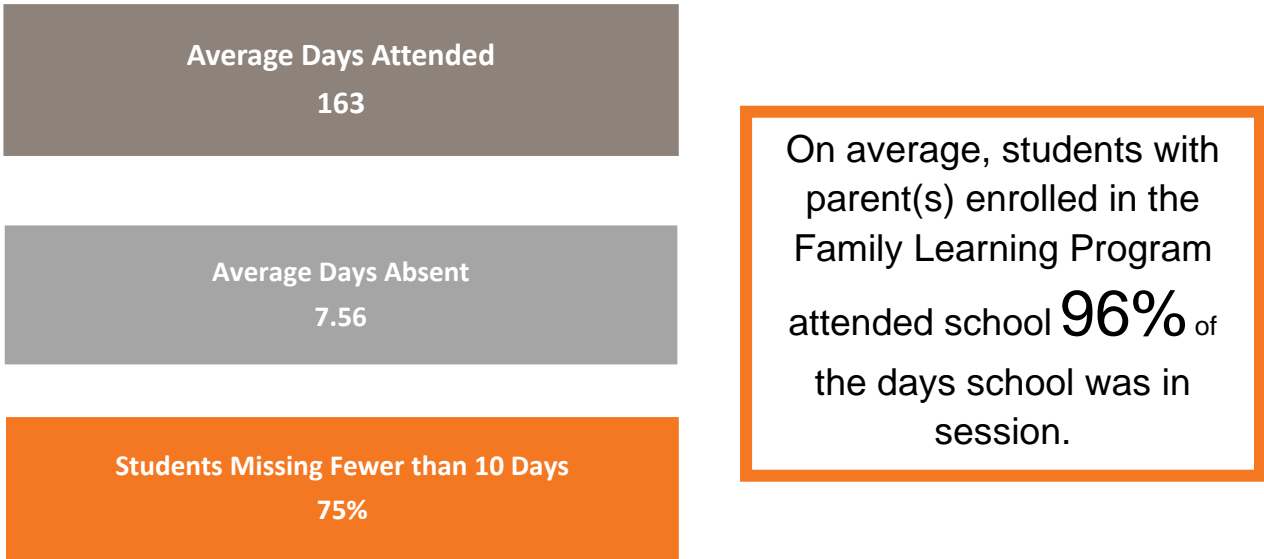 Average Days Attended
163
Average Days Absent
7.56
Students Missing Fewer than 10 Days
75%
On average, students with
parent(s) enrolled in the
Family Learning Program
attended school 96% of
the days school was in
session.